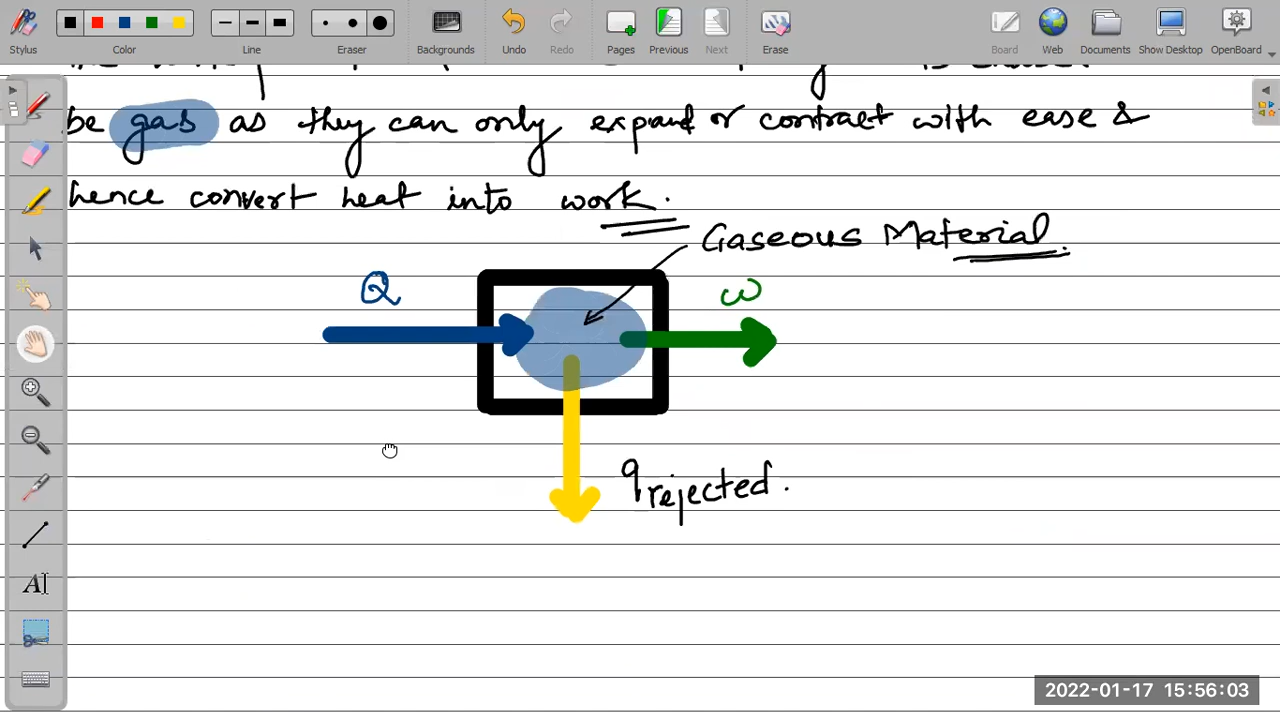 Stylus Color Line Eraser Backgrounds Undo Redo Pages Previous Next Erase Board Web Documents Show Desktop OpenBoard
be gas as they can only expand or contract with ease &
hence convert heat into work.
Gaseous Material.
Q
W
q rejected.
2022-01-17 15:56:03